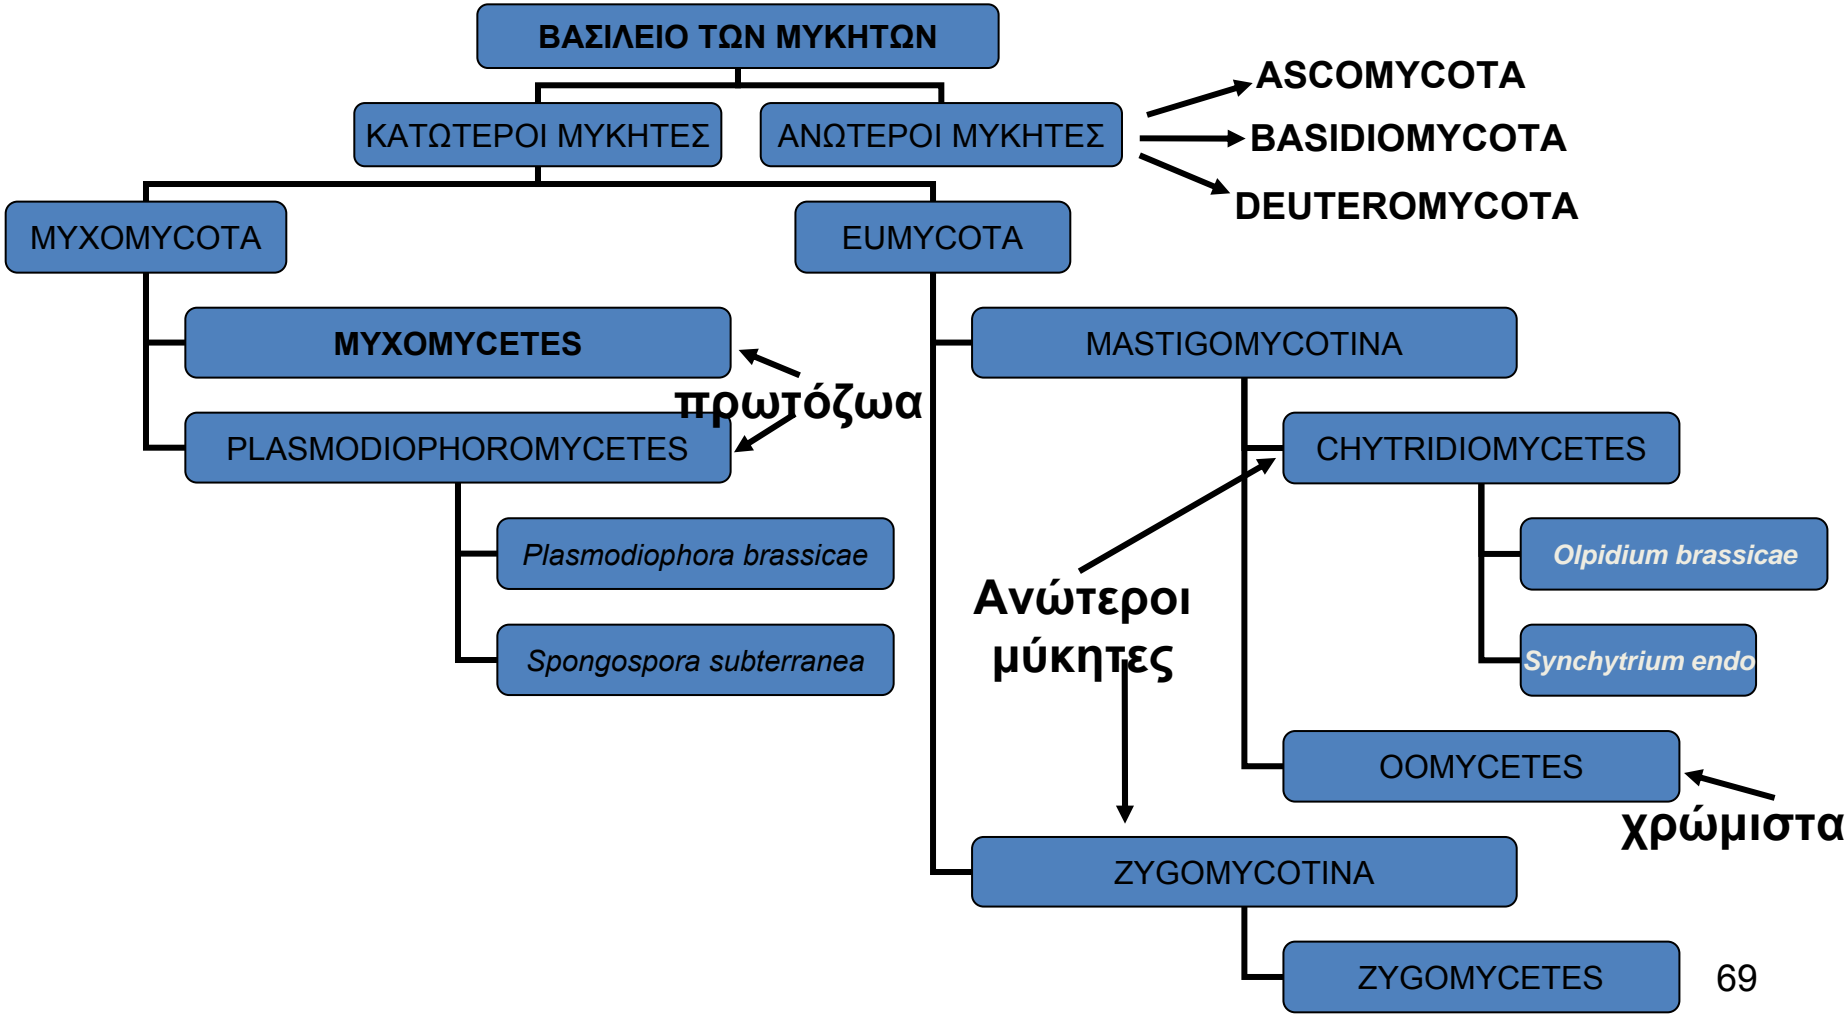 ΒΑΣΙΛΕΙΟ ΤΩΝ ΜΥΚΗΤΩΝ
ΚΑΤΩΤΕΡΟΙ ΜΥΚΗΤΕΣ
ΑΝΩΤΕΡΟΙ ΜΥΚΗΤΕΣ
ASCOMYCOTA
BASIDIOMYCOTA
DEUTEROMYCOTA
MYXOMYCOTA
EUMYCOTA
MYXOMYCETES
πρωτόζωα
PLASMODIOPHOROMYCETES
Plasmodiophora brassicae
Spongospora subterranea
MASTIGOMYCOTINA
CHYTRIDIOMYCETES
Olpidium brassicae
Synchytrium endo
Ανώτεροι
μύκητες
OOMYCETES
χρώμιστα
ZYGOMYCOTINA
ZYGOMYCETES
69